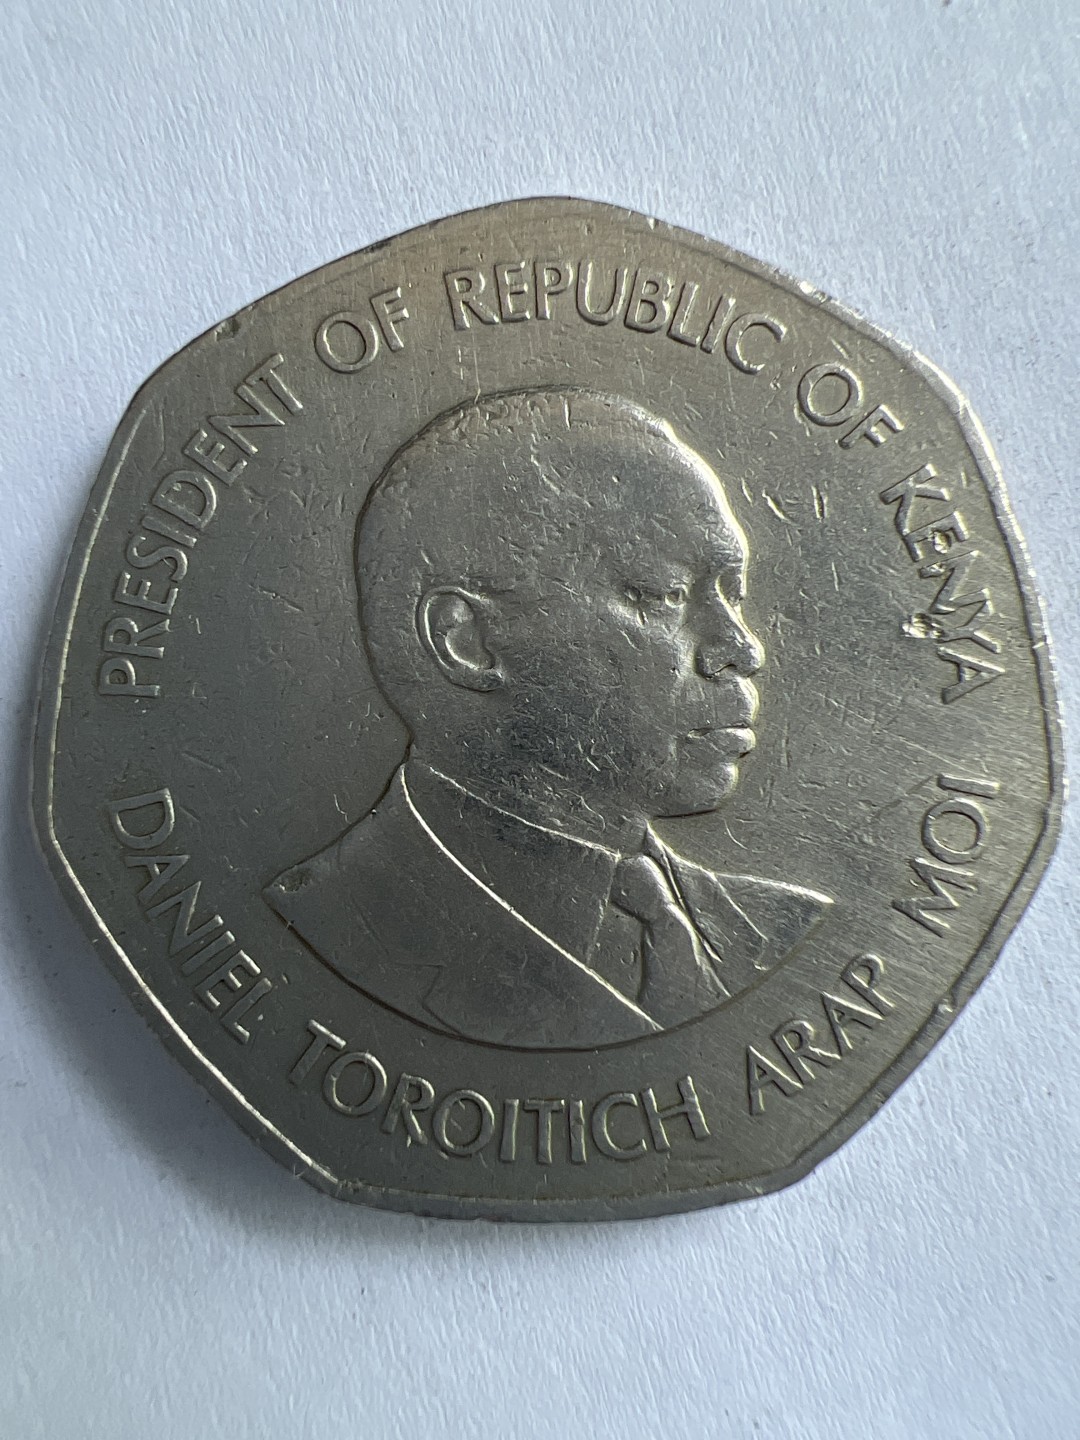 PRESIDENT OF REPUBLIC OF KENYA
DANIEL TOROITICH ARAP MOI